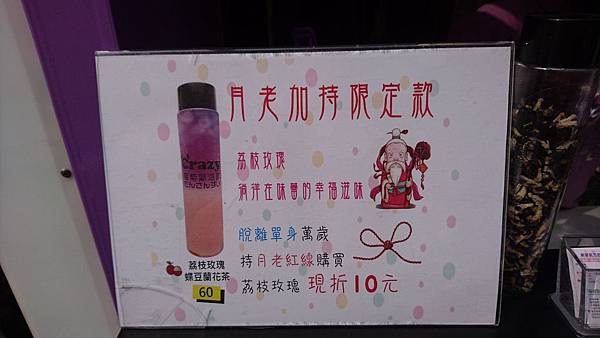 月老加持限定款
荔枝玫瑰
徜徉在味蕾的幸福滋味
脫離單身萬歲
持月老紅線購買
荔枝玫瑰 現折10元
Crazy
荔枝玫瑰
蝶豆蘭花茶
60